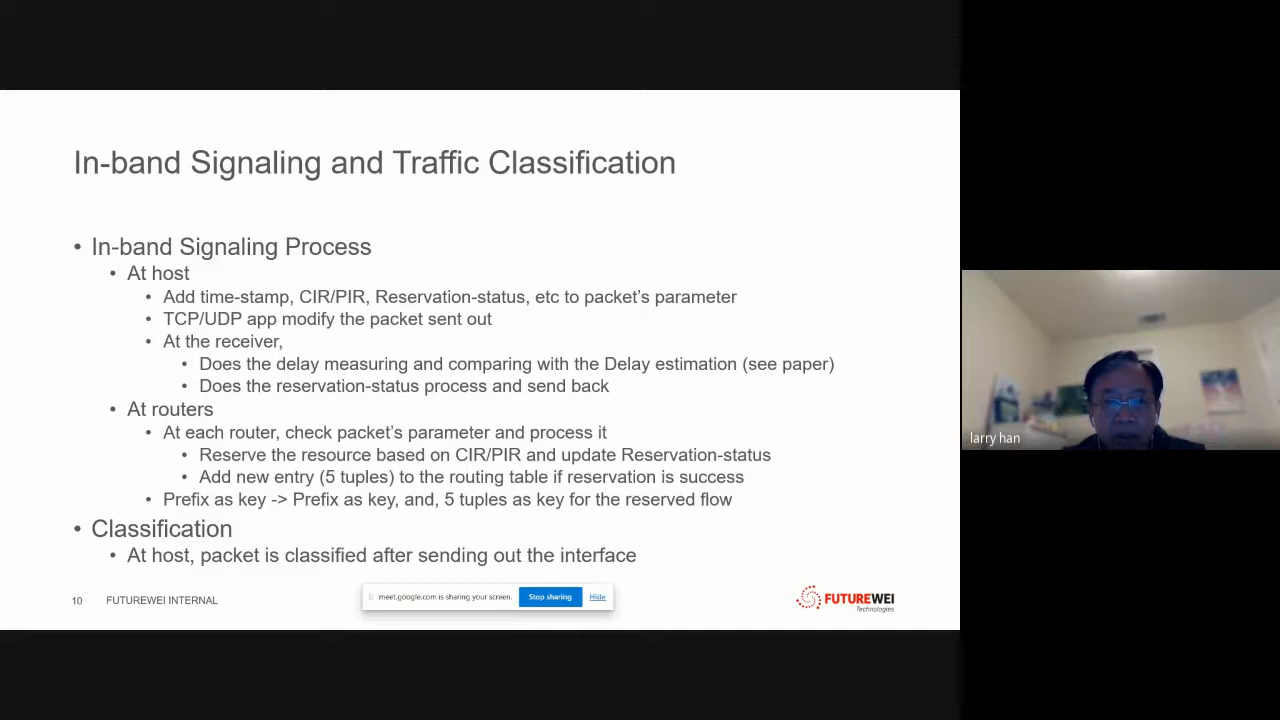 In-band Signaling and Traffic Classification
• In-band Signaling Process
• At host
• Add time-stamp, CIR/PIR, Reservation-status, etc to packet's parameter
• TCP/UDP app modify the packet sent out
• At the receiver,
• Does the delay measuring and comparing with the Delay estimation (see paper)
• Does the reservation-status process and send back
• At routers
• At each router, check packet's parameter and process it
• Reserve the resource based on CIR/PIR and update Reservation-status
• Add new entry (5 tuples) to the routing table if reservation is success
• Prefix as key -> Prefix as key, and, 5 tuples as key for the reserved flow
• Classification
• At host, packet is classified after sending out the interface
10 FUTUREWEI INTERNAL
meet.google.com is sharing your screen. Stop sharing Hide
FUTUREWEI
Technologies
larry han